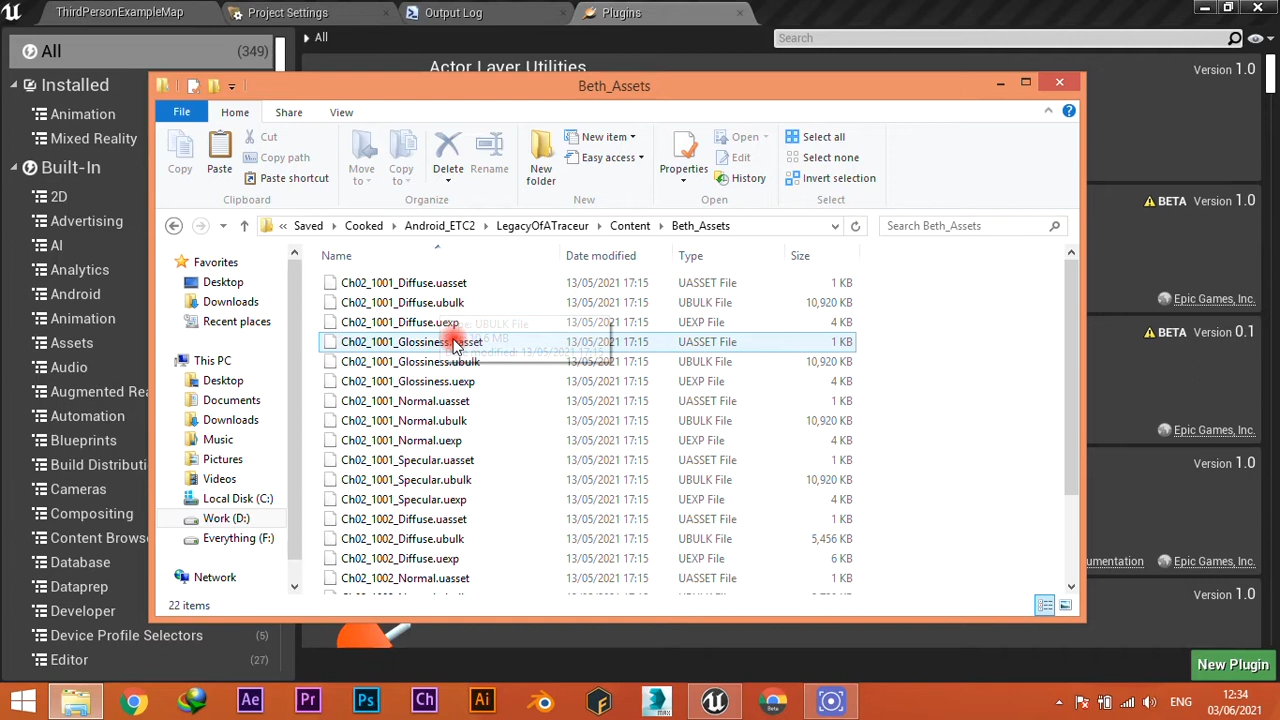 ThirdPersonExampleMap
Project Settings
Output Log
Plugins
All (349)
All
Search
Actor Layer Utilities
Version 1.0
Installed
Animation
Mixed Reality
Built-In
2D
Advertising
AI
Analytics
Android
Animation
Assets
Audio
Augmented Rea
Automation
Blueprints
Build Distributi
Cameras
Compositing
Content Brows
Database
Dataprep
Developer
Device Profile Selectors (5)
Editor (27)
Beth_Assets
File Home Share View
Copy
Paste
Cut
Copy path
Paste shortcut
Clipboard
Move to
Copy to
Delete
Rename
Organize
New folder
New item
Easy access
New
Properties
Open
Edit
History
Open
Select all
Select none
Invert selection
Select
Saved Cooked Android_ETC2 LegacyOfATraceur Content Beth_Assets
Search Beth_Assets
Favorites
Desktop
Downloads
Recent places
This PC
Desktop
Documents
Downloads
Music
Pictures
Videos
Local Disk (C:)
Work (D:)
Everything (F:)
Network
Name Date modified Type Size
Ch02_1001_Diffuse.uasset 13/05/2021 17:15 UASSET File 1 KB
Ch02_1001_Diffuse.ubulk 13/05/2021 17:15 UBULK File 10,920 KB
Ch02_1001_Diffuse.uexp 13/05/2021 17:15 UEXP File 4 KB
Ch02_1001_Glossiness.uasset 13/05/2021 17:15 UASSET File 1 KB
Ch02_1001_Glossiness.ubulk 13/05/2021 17:15 UBULK File 10,920 KB
Ch02_1001_Glossiness.uexp 13/05/2021 17:15 UEXP File 4 KB
Ch02_1001_Normal.uasset 13/05/2021 17:15 UASSET File 1 KB
Ch02_1001_Normal.ubulk 13/05/2021 17:15 UBULK File 10,920 KB
Ch02_1001_Normal.uexp 13/05/2021 17:15 UEXP File 4 KB
Ch02_1001_Specular.uasset 13/05/2021 17:15 UASSET File 1 KB
Ch02_1001_Specular.ubulk 13/05/2021 17:15 UBULK File 10,920 KB
Ch02_1001_Specular.uexp 13/05/2021 17:15 UEXP File 4 KB
Ch02_1002_Diffuse.uasset 13/05/2021 17:15 UASSET File 1 KB
Ch02_1002_Diffuse.ubulk 13/05/2021 17:15 UBULK File 5,456 KB
Ch02_1002_Diffuse.uexp 13/05/2021 17:15 UEXP File 6 KB
Ch02_1002_Normal.uasset 13/05/2021 17:15 UASSET File 1 KB
UBULK File
22 items
BETA Version 1.0
Epic Games, Inc.
BETA Version 0.1
Epic Games, Inc.
Version 1.0
umentation Epic Games, Inc.
Version 1.0
New Plugin
Ae Pr Ps Ch Ai
MAX
Beta
ENG
12:34
03/06/2021